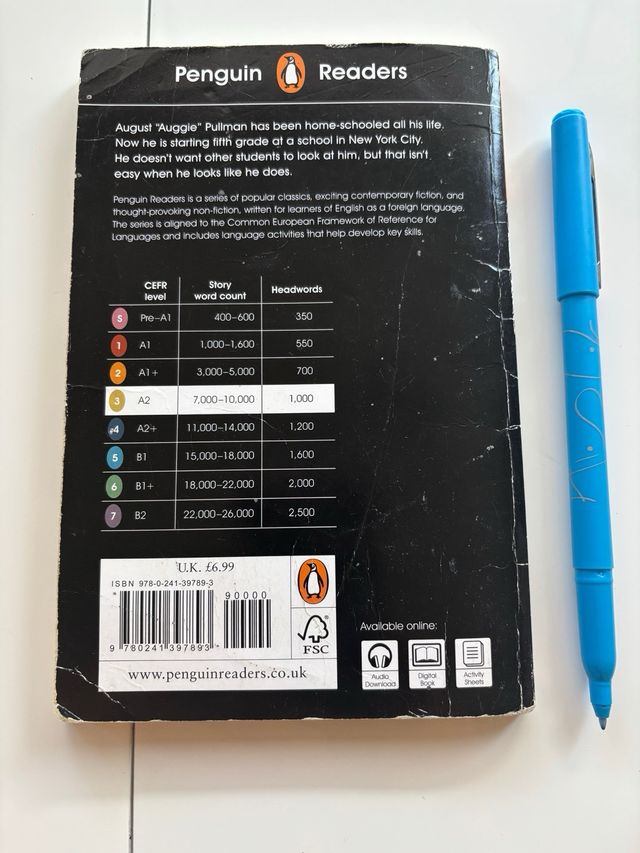 Penguin Readers
August “Auggie” Pullman has been home-schooled all his life.
Now he is starting fifth grade at a school in New York City.
He doesn't want other students to look at him, but that isn't
easy when he looks like he does.
Penguin Readers is a series of popular classics, exciting contemporary fiction, and
thought-provoking non-fiction, written for learners of English as a foreign language.
The series is aligned to the Common European Framework of Reference for
Languages and includes language activities that help develop key skills.
CEFR level Story word count Headwords
S Pre-A1 400–600 350
1 A1 1,000–1,600 550
2 A1+ 3,000–5,000 700
3 A2 7,000–10,000 1,000
4 A2+ 11,000–14,000 1,200
5 B1 15,000–18,000 1,600
6 B1+ 18,000–22,000 2,000
7 B2 22,000–26,000 2,500
U.K. £6.99
ISBN 978-0-241-39789-3
90000
9 780241 397893
FSC
www.penguinreaders.co.uk
Available online:
Audio Download
Digital Book
Activity Sheets